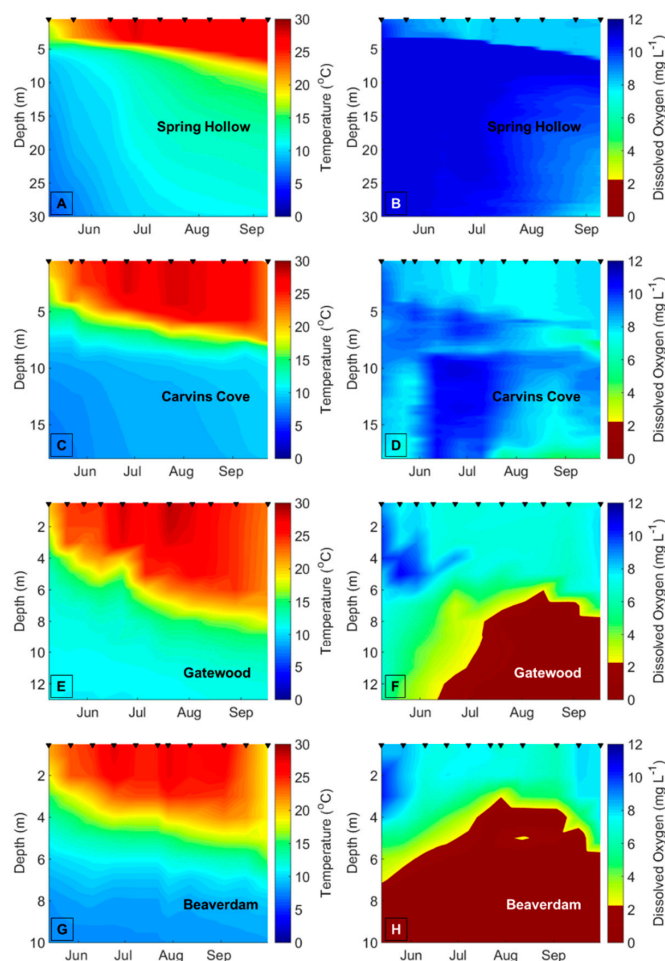 30
25
20
15
10
5
0
Temperature (°C)
5
10
15
20
25
30
Depth (m)
Spring Hollow
A
Jun Jul Aug Sep
12
10
8
6
4
2
0
Dissolved Oxygen (mg L⁻¹)
5
10
15
20
25
30
Depth (m)
Spring Hollow
B
Jun Jul Aug Sep
30
25
20
15
10
5
0
Temperature (°C)
5
10
15
Depth (m)
Carvins Cove
C
Jun Jul Aug Sep
12
10
8
6
4
2
0
Dissolved Oxygen (mg L⁻¹)
5
10
15
Depth (m)
Carvins Cove
D
Jun Jul Aug Sep
30
25
20
15
10
5
0
Temperature (°C)
2
4
6
8
10
12
Depth (m)
Gatewood
E
Jun Jul Aug Sep
12
10
8
6
4
2
0
Dissolved Oxygen (mg L⁻¹)
2
4
6
8
10
12
Depth (m)
Gatewood
F
Jun Jul Aug Sep
30
25
20
15
10
5
0
Temperature (°C)
2
4
6
8
10
Depth (m)
Beaverdam
G
Jun Jul Aug Sep
12
10
8
6
4
2
0
Dissolved Oxygen (mg L⁻¹)
2
4
6
8
10
Depth (m)
Beaverdam
H
Jun Jul Aug Sep